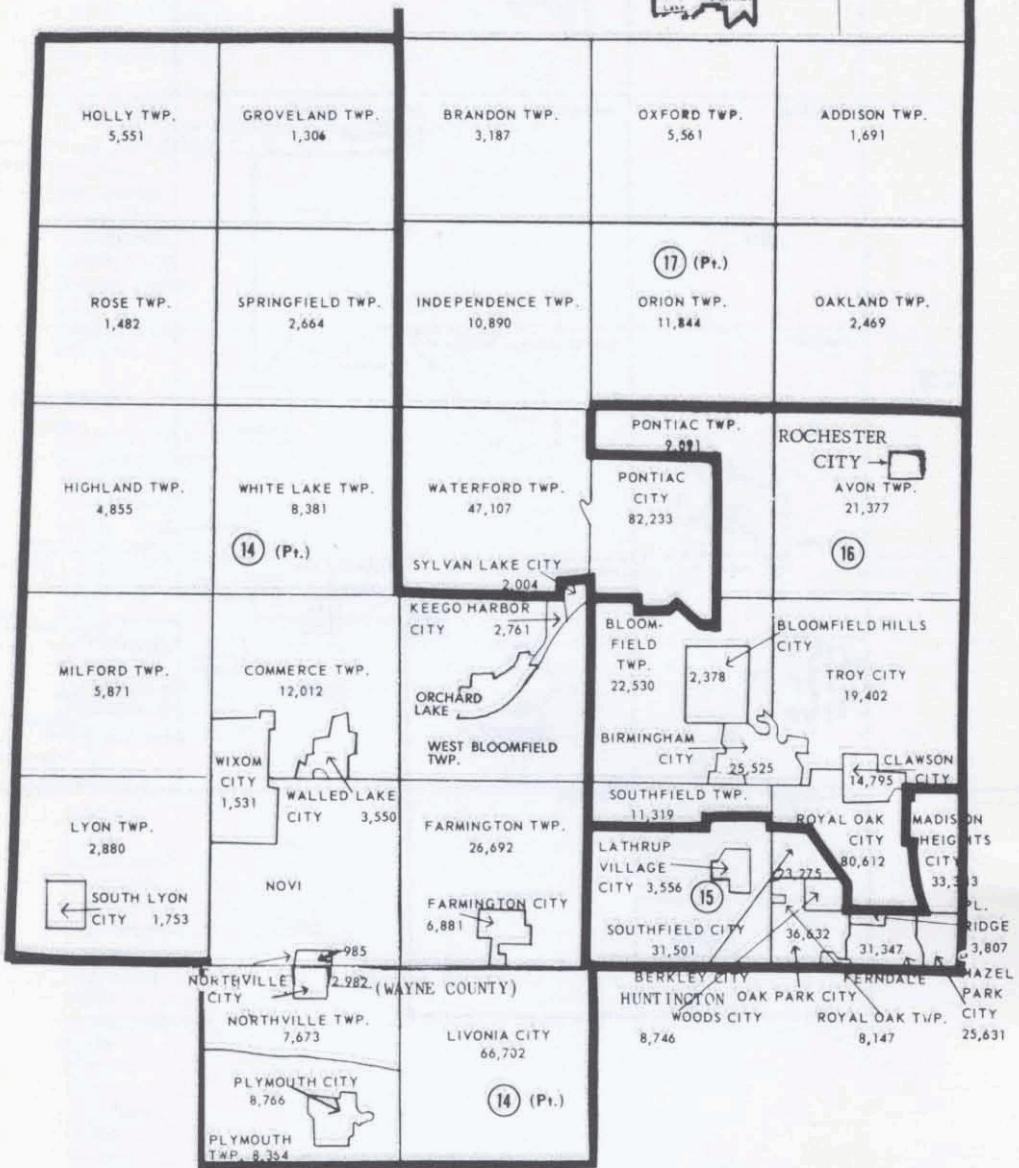 Lake
HOLLY TWP.
5,551
GROVELAND TWP.
1,304
BRANDON TWP.
3,187
OXFORD TWP.
5,561
ADDISON TWP.
1,691
ROSE TWP.
1,482
SPRINGFIELD TWP.
2,664
INDEPENDENCE TWP.
10,890
17 (Pt.)
ORION TWP.
11,844
OAKLAND TWP.
2,469
HIGHLAND TWP.
4,855
WHITE LAKE TWP.
8,381
14 (Pt.)
WATERFORD TWP.
47,107
PONTIAC TWP.
9,091
PONTIAC
CITY
82,233
ROCHESTER
CITY
AVON TWP.
21,377
16
SYLVAN LAKE CITY
2,004
KEEGO HARBOR
CITY 2,761
MILFORD TWP.
5,871
COMMERCE TWP.
12,012
ORCHARD
LAKE
WEST BLOOMFIELD
TWP.
BLOOM-
FIELD
TWP.
22,530
BLOOMFIELD HILLS
CITY
2,378
TROY CITY
19,402
BIRMINGHAM
CITY
25,525
CLAWSON
CITY
14,795
WIXOM
CITY
1,531
WALLED LAKE
CITY 3,550
LYON TWP.
2,880
SOUTH LYON
CITY 1,753
NOVI
FARMINGTON TWP.
26,692
FARMINGTON CITY
6,881
SOUTHFIELD TWP.
11,319
ROYAL OAK
CITY
80,612
MADISON
HEIGHTS
CITY
LATHRUP
VILLAGE
CITY 3,556
15
23,275
SOUTHFIELD CITY
31,501
36,632
31,347
PL.
RIDGE
3,807
985
NORTHVILLE
CITY
2,982
(WAYNE COUNTY)
BERKLEY CITY
FERNDALE
HAZEL
PARK
CITY
25,631
HUNTINGTON
WOODS CITY
8,746
OAK PARK CITY
ROYAL OAK TWP.
8,147
NORTHVILLE TWP.
7,673
LIVONIA CITY
66,702
PLYMOUTH CITY
8,766
14 (Pt.)
PLYMOUTH
TWP. 8,364